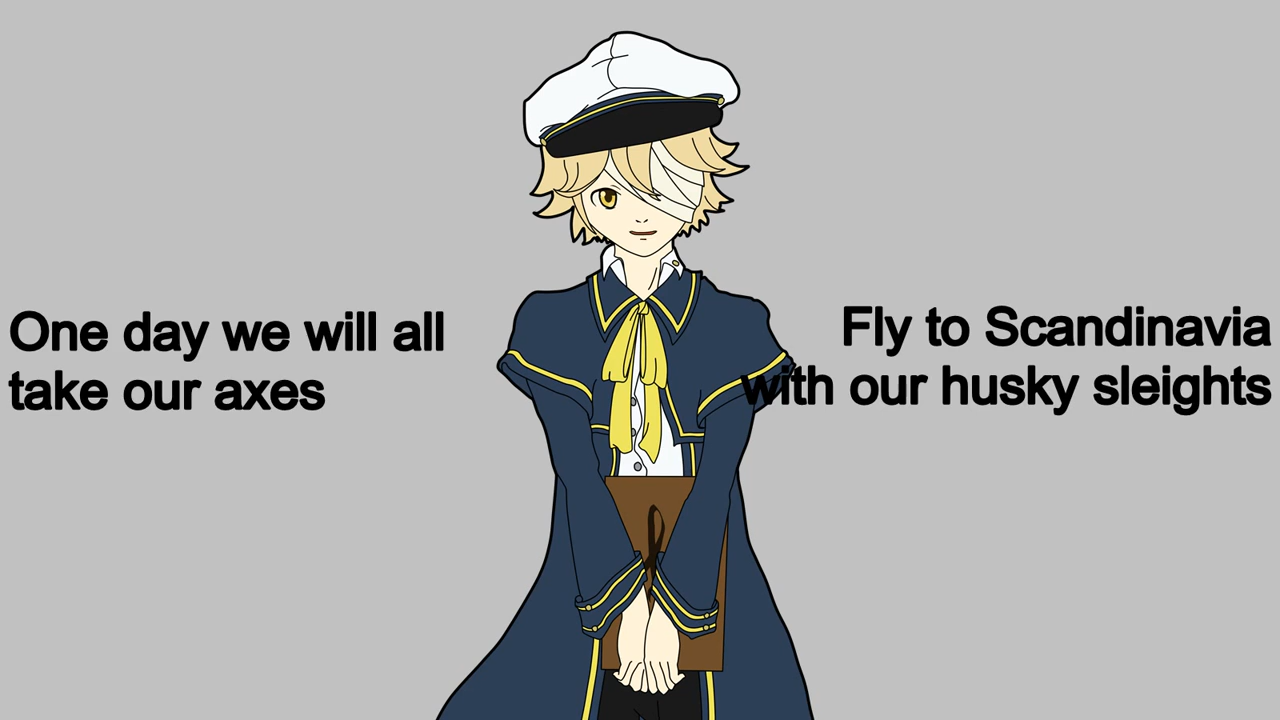 One day we will all
take our axes
Fly to Scandinavia
with our husky sleights